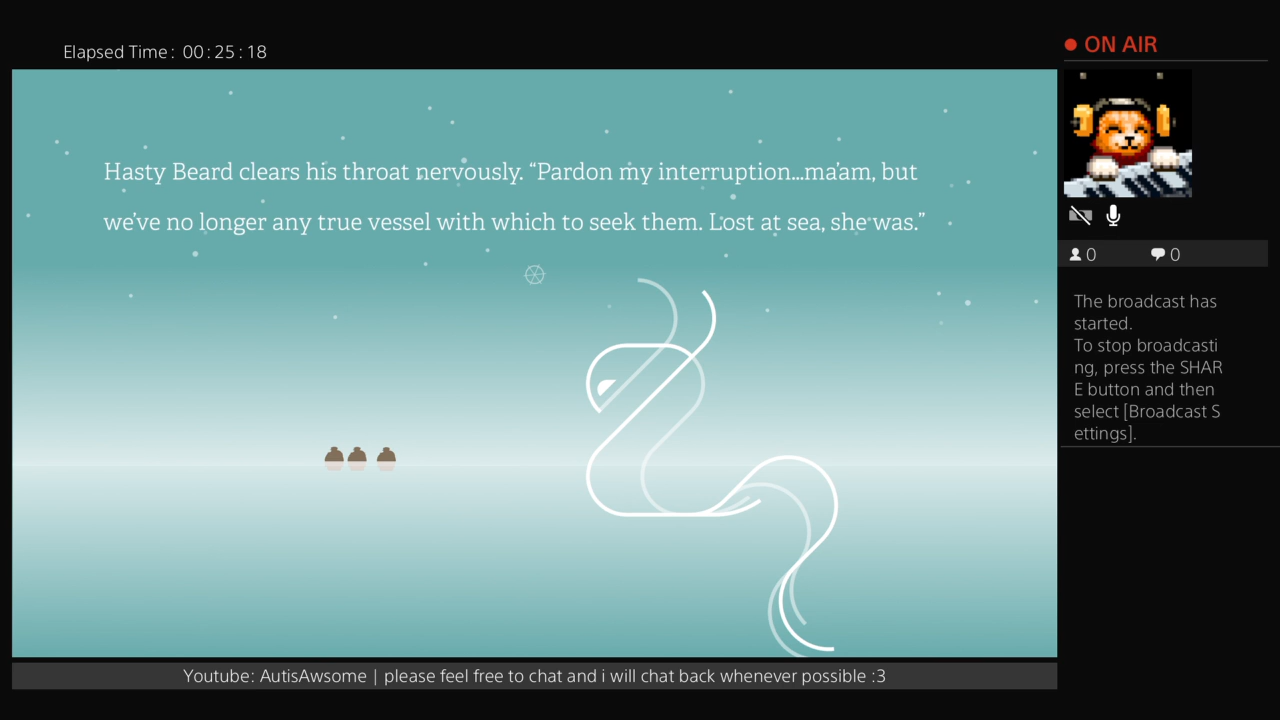 Elapsed Time: 00:25:18
ON AIR
Hasty Beard clears his throat nervously. “Pardon my interruption...ma’am, but
we’ve no longer any true vessel with which to seek them. Lost at sea, she was.”
0 0
The broadcast has
started.
To stop broadcasti
ng, press the SHAR
E button and then
select [Broadcast S
ettings].
Youtube: AutisAwsome | please feel free to chat and i will chat back whenever possible :3